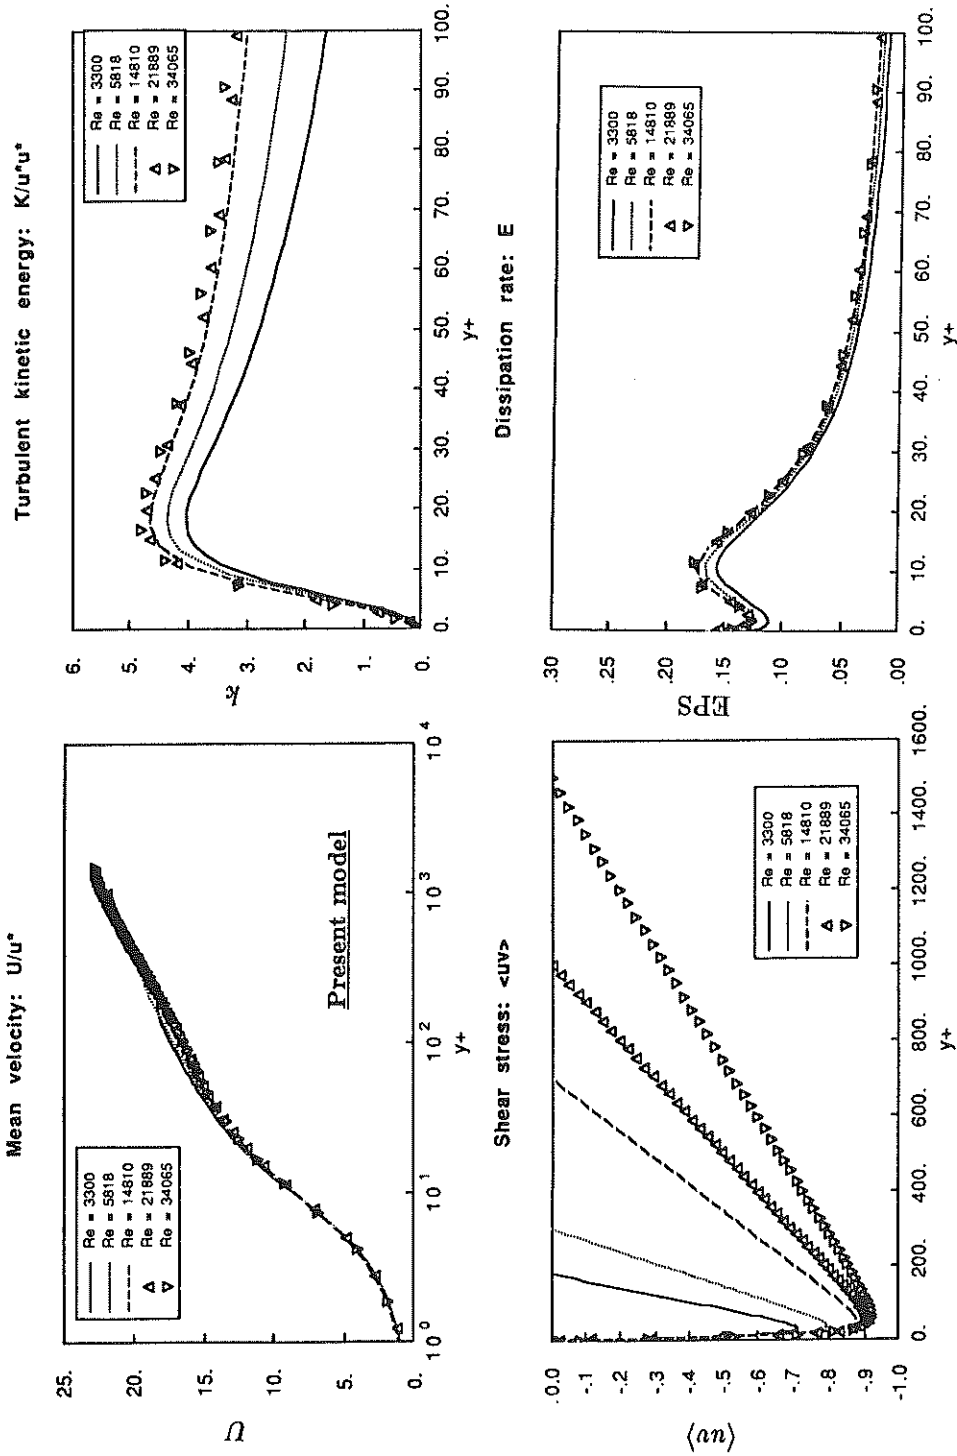 Mean velocity: U/u*
U
25.
20.
15.
10.
5.
0.
Re = 3300
Re = 5818
Re = 14810
Re = 21889
Re = 34065
Present model
10 0
10 1
10 2
10 3
10 4
y+
Turbulent kinetic energy: K/u*u*
k
6.
5.
4.
3.
2.
1.
0.
Re = 3300
Re = 5818
Re = 14810
Re = 21889
Re = 34065
0.
10.
20.
30.
40.
50.
60.
70.
80.
90.
100.
y+
Shear stress: <uv>
⟨uv⟩
0.0
-.1
-.2
-.3
-.4
-.5
-.6
-.7
-.8
-.9
-1.0
Re = 3300
Re = 5818
Re = 14810
Re = 21889
Re = 34065
0.
200.
400.
600.
800.
1000.
1200.
1400.
1600.
y+
Dissipation rate: E
EPS
.30
.25
.20
.15
.10
.05
.00
Re = 3300
Re = 5818
Re = 14810
Re = 21889
Re = 34065
0.
10.
20.
30.
40.
50.
60.
70.
80.
90.
100.
y+